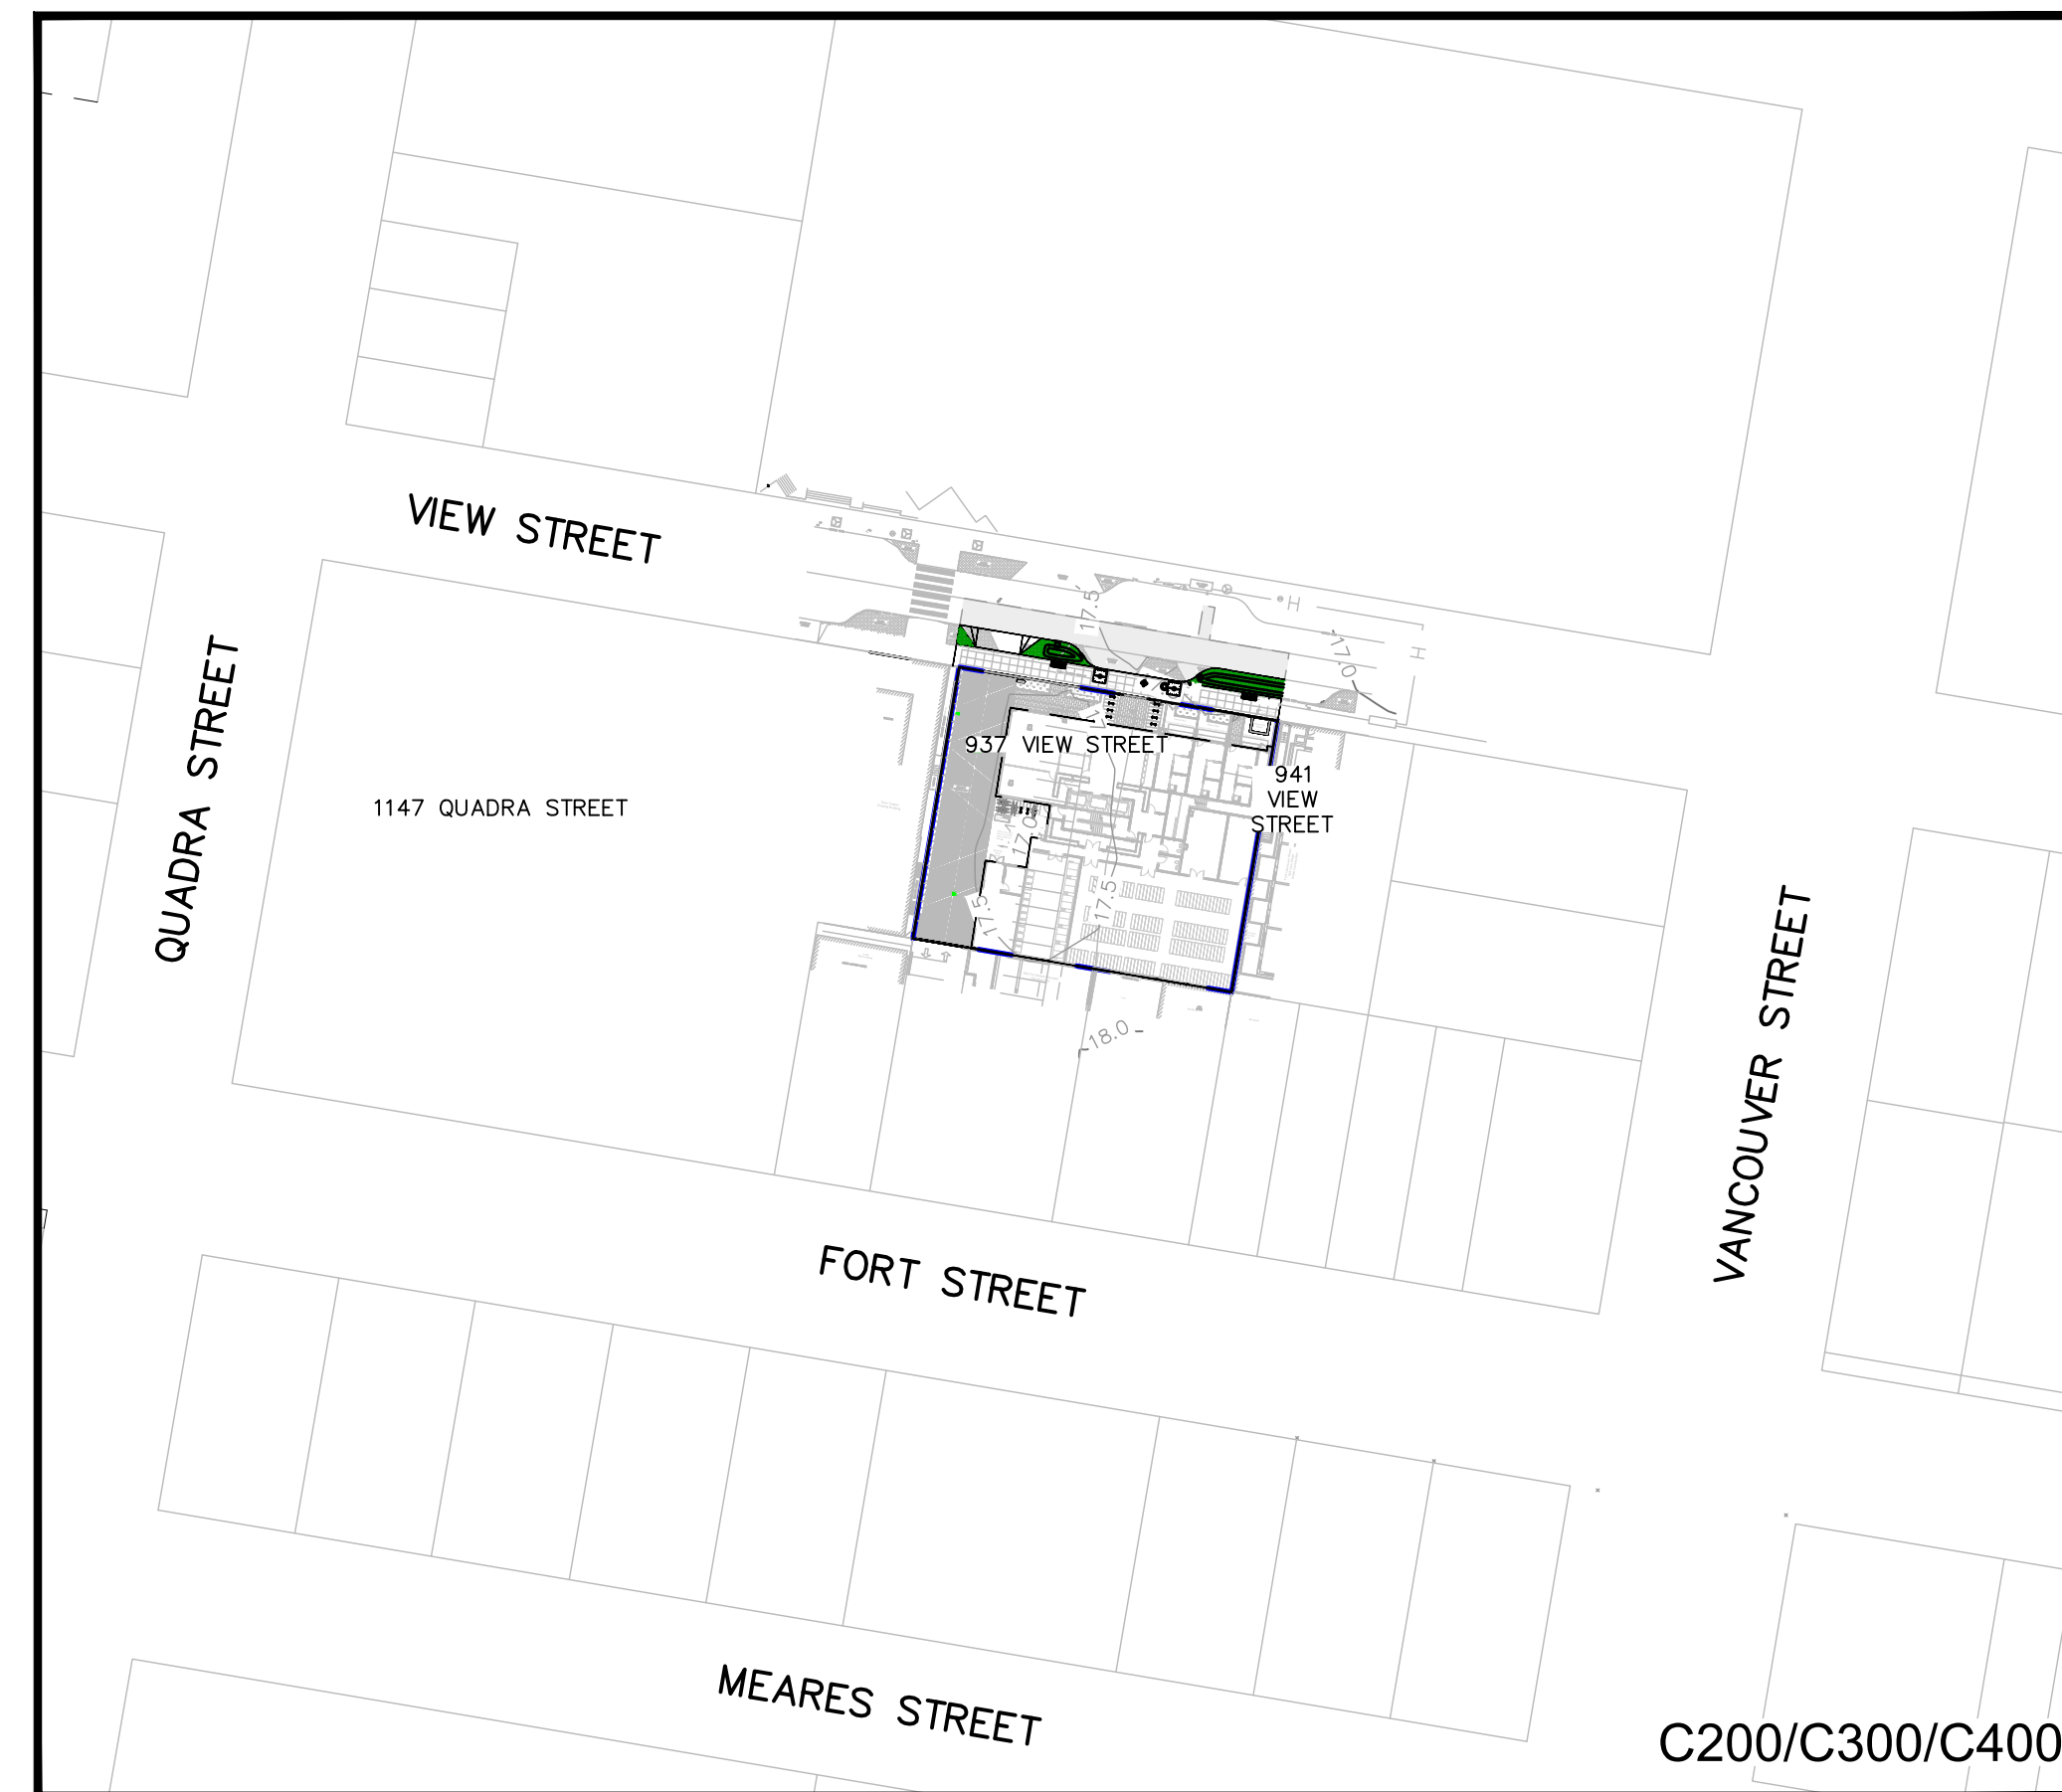 VIEW STREET
17.5
17.0
937 VIEW STREET
941
VIEW
STREET
1147 QUADRA STREET
QUADRA STREET
17.0
17.5
17.5
18.0
VANCOUVER STREET
FORT STREET
MEARES STREET
C200/C300/C400